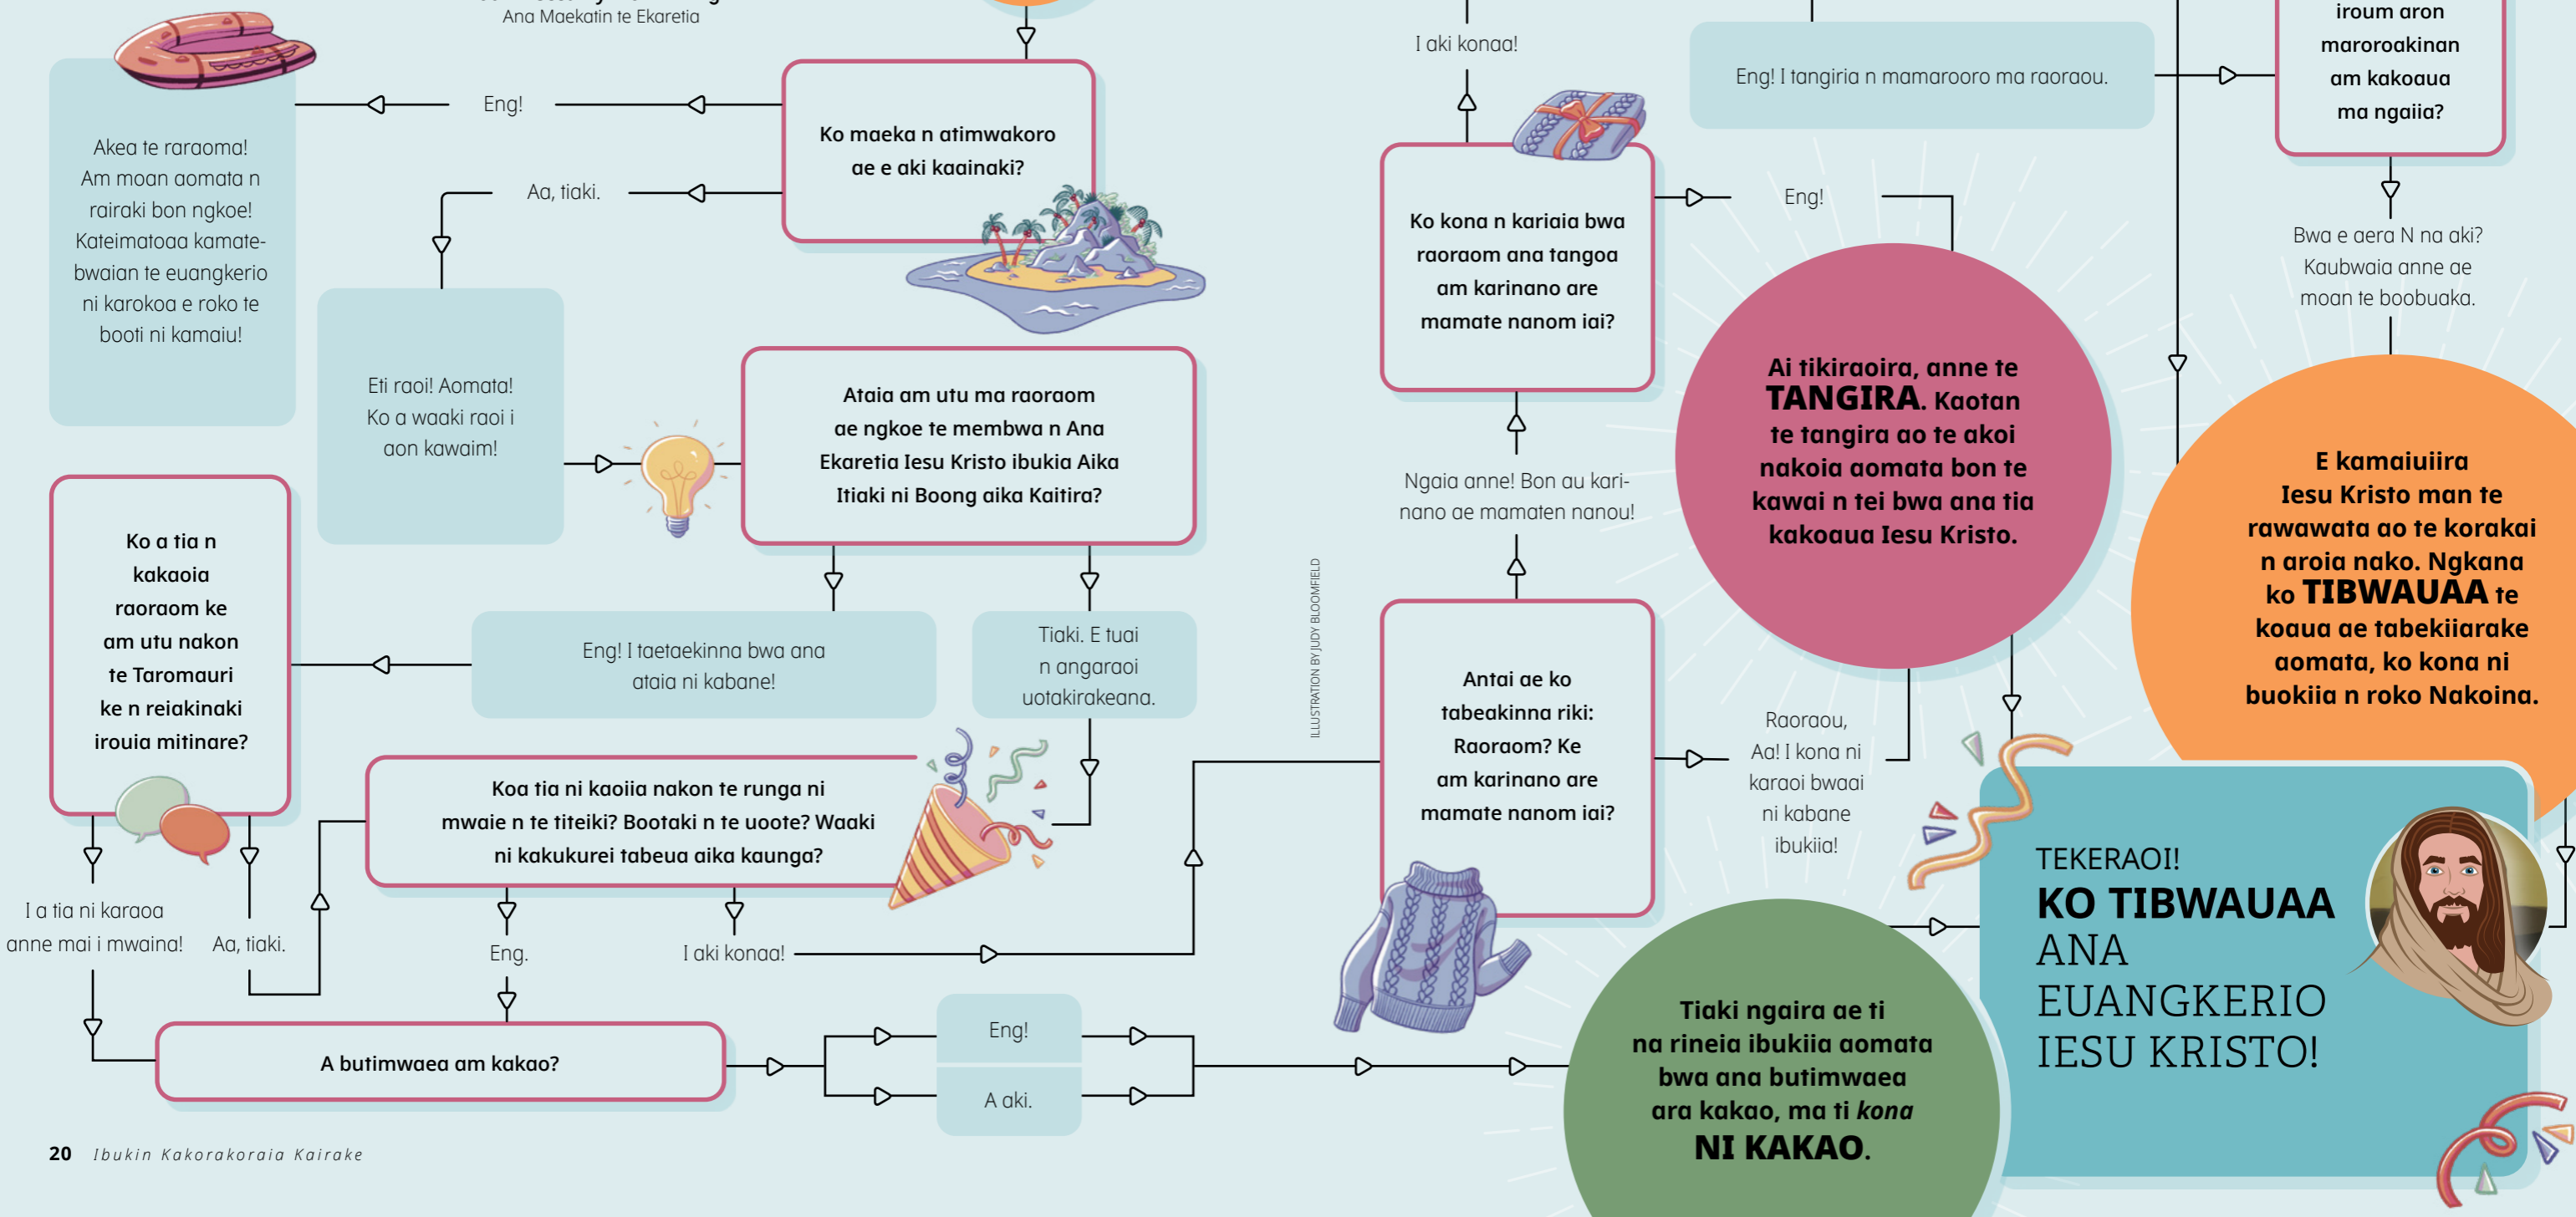 Ana Maekatin te Ekaretia
Ko maeka n atimwakoro
ae e aki kaainaki?
Eng!
Akea te raraoma!
Am moan aomata n
rairaki bon ngkoe!
Kateimatoaa kamate-
bwaian te euangkerio
ni karokoa e roko te
booti ni kamaiu!
Aa, tiaki.
Eti raoi! Aomata!
Ko a waaki raoi i
aon kawaim!
Ataia am utu ma raoraom
ae ngkoe te membwa n Ana
Ekaretia Iesu Kristo ibukia Aika
Itiaki ni Boong aika Kaitira?
Eng! I taetaekinna bwa ana
ataia ni kabane!
Tiaki. E tuai
n angaraoi
uotakirakeana.
Ko a tia n
kakaoia
raoraom ke
am utu nakon
te Taromauri
ke n reiakinaki
irouia mitinare?
I a tia ni karaoa
anne mai i mwaina!
Aa, tiaki.
Koa tia ni kaoiia nakon te runga ni
mwaie n te titeiki? Bootaki n te uoote? Waaki
ni kakukurei tabeua aika kaunga?
Eng.
I aki konaa!
A butimwaea am kakao?
Eng!
A aki.
20 Ibukin Kakorakoraia Kairake
ILLUSTRATION BY JUDY BLOOMFIELD
I aki konaa!
Ko kona n kariaia bwa
raoraom ana tangoa
am karinano are
mamate nanom iai?
Eng!
Ngaia anne! Bon au kari-
nano ae mamaten nanou!
Antai ae ko
tabeakinna riki:
Raoraom? Ke
am karinano are
mamate nanom iai?
Raoraou,
Aa! I kona ni
karaoi bwaai
ni kabane
ibukiia!
Eng! I tangiria n mamarooro ma raoraou.
iroum aron
maroroakinan
am kakoaua
ma ngaiia?
Bwa e aera N na aki?
Kaubwaia anne ae
moan te boobuaka.
Ai tikiraoira, anne te
TANGIRA. Kaotan
te tangira ao te akoi
nakoia aomata bon te
kawai n tei bwa ana tia
kakoaua Iesu Kristo.
E kamaiuiira
Iesu Kristo man te
rawawata ao te korakai
n aroia nako. Ngkana
ko TIBWAUAA te
koaua ae tabekiiarake
aomata, ko kona ni
buokiia n roko Nakoina.
Tiaki ngaira ae ti
na rineia ibukiia aomata
bwa ana butimwaea
ara kakao, ma ti kona
NI KAKAO.
TEKERAOI!
KO TIBWAUAA
ANA
EUANGKERIO
IESU KRISTO!